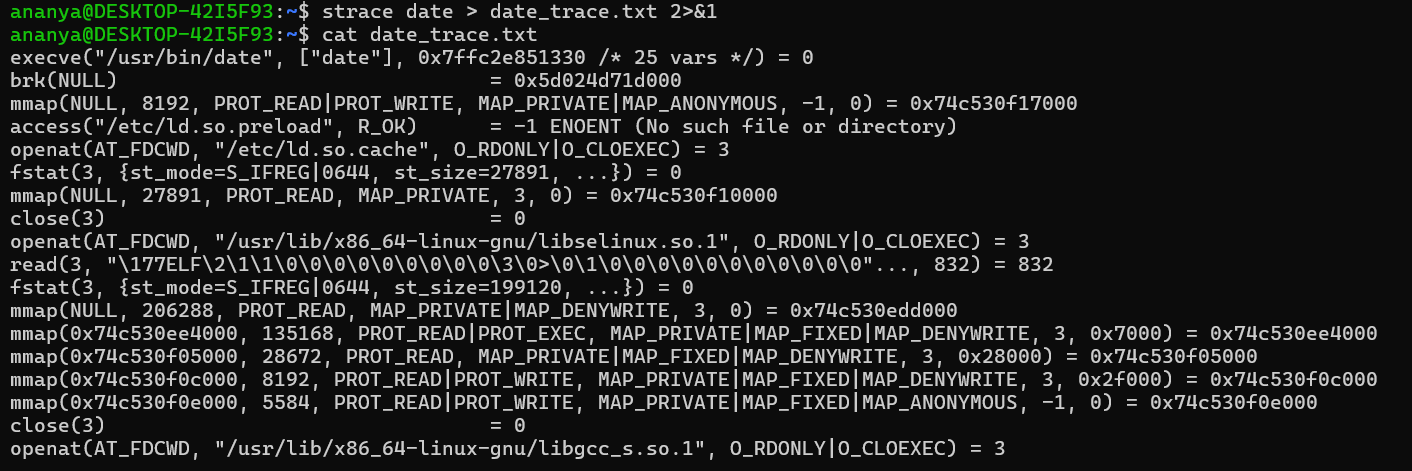 ananya@DESKTOP-42I5F93:~$ strace date > date_trace.txt 2>&1
ananya@DESKTOP-42I5F93:~$ cat date_trace.txt
execve("/usr/bin/date", ["date"], 0x7ffc2e851330 /* 25 vars */) = 0
brk(NULL)                               = 0x5d024d71d000
mmap(NULL, 8192, PROT_READ|PROT_WRITE, MAP_PRIVATE|MAP_ANONYMOUS, -1, 0) = 0x74c530f17000
access("/etc/ld.so.preload", R_OK)      = -1 ENOENT (No such file or directory)
openat(AT_FDCWD, "/etc/ld.so.cache", O_RDONLY|O_CLOEXEC) = 3
fstat(3, {st_mode=S_IFREG|0644, st_size=27891, ...}) = 0
mmap(NULL, 27891, PROT_READ, MAP_PRIVATE, 3, 0) = 0x74c530f10000
close(3)                                = 0
openat(AT_FDCWD, "/usr/lib/x86_64-linux-gnu/libselinux.so.1", O_RDONLY|O_CLOEXEC) = 3
read(3, "\177ELF\2\1\1\0\0\0\0\0\0\0\0\0\3\0>\0\1\0\0\0\0\0\0\0\0\0\0\0"..., 832) = 832
fstat(3, {st_mode=S_IFREG|0644, st_size=199120, ...}) = 0
mmap(NULL, 206288, PROT_READ, MAP_PRIVATE|MAP_DENYWRITE, 3, 0) = 0x74c530edd000
mmap(0x74c530ee4000, 135168, PROT_READ|PROT_EXEC, MAP_PRIVATE|MAP_FIXED|MAP_DENYWRITE, 3, 0x7000) = 0x74c530ee4000
mmap(0x74c530f05000, 28672, PROT_READ, MAP_PRIVATE|MAP_FIXED|MAP_DENYWRITE, 3, 0x28000) = 0x74c530f05000
mmap(0x74c530f0c000, 8192, PROT_READ|PROT_WRITE, MAP_PRIVATE|MAP_FIXED|MAP_DENYWRITE, 3, 0x2f000) = 0x74c530f0c000
mmap(0x74c530f0e000, 5584, PROT_READ|PROT_WRITE, MAP_PRIVATE|MAP_FIXED|MAP_ANONYMOUS, -1, 0) = 0x74c530f0e000
close(3)                                = 0
openat(AT_FDCWD, "/usr/lib/x86_64-linux-gnu/libgcc_s.so.1", O_RDONLY|O_CLOEXEC) = 3